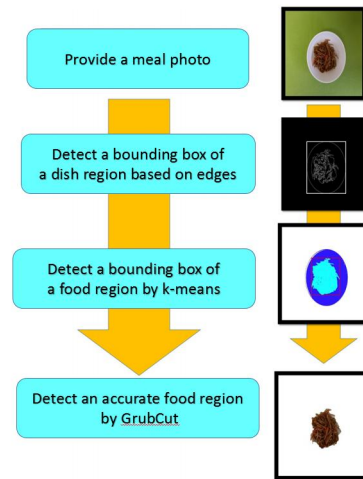 Provide a meal photo
Detect a bounding box of
a dish region based on edges
Detect a bounding box of
a food region by k-means
Detect an accurate food region
by GrubCut